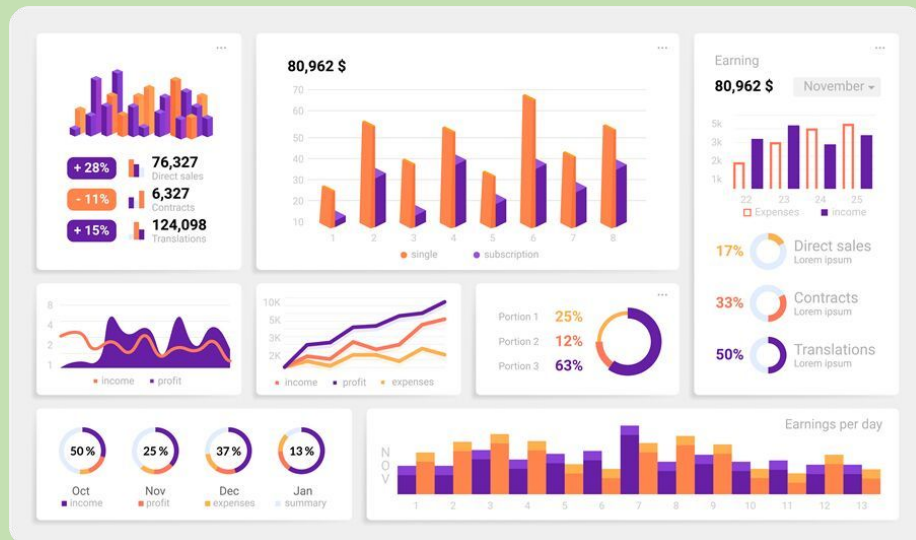 + 28%
76,327
Direct sales
- 11%
6,327
Contracts
+ 15%
124,098
Translations
80,962 $
70
60
50
40
30
20
10
1 2 3 4 5 6 7 8
single subscription
Earning
80,962 $ November
5k
3k
2k
1k
22 23 24 25
Expenses income
17% Direct sales
Lorem ipsum
33% Contracts
Lorem ipsum
50% Translations
Lorem ipsum
8
4
2
1
income profit
10K
5K
3K
2K
income profit expenses
Portion 1 25%
Portion 2 12%
Portion 3 63%
50 % 25 % 37 % 13 %
Oct Nov Dec Jan
income profit expenses summary
Earnings per day
NOV
1 2 3 4 5 6 7 8 9 10 11 12 13